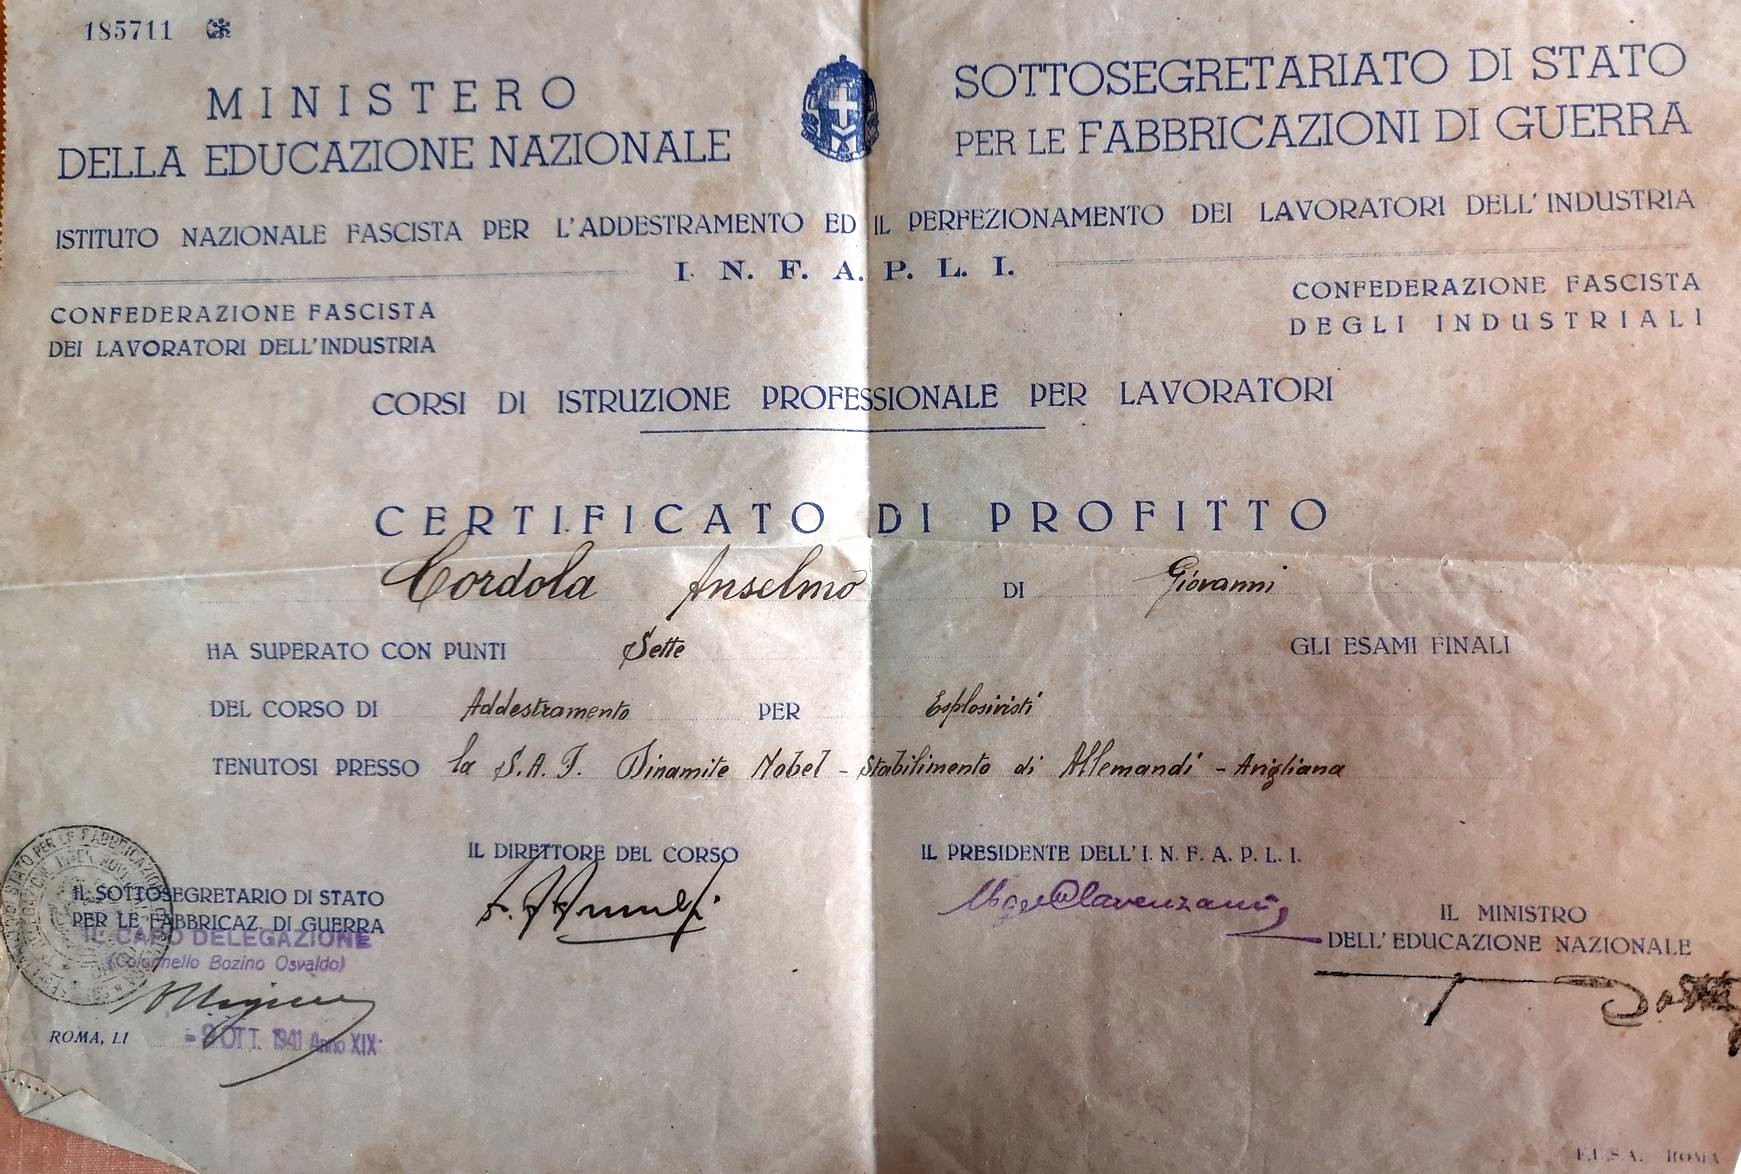 185711
MINISTERO
DELLA EDUCAZIONE NAZIONALE
SOTTOSEGRETARIATO DI STATO
PER LE FABBRICAZIONI DI GUERRA
ISTITUTO NAZIONALE FASCISTA PER L'ADDESTRAMENTO ED IL PERFEZIONAMENTO DEI LAVORATORI DELL'INDUSTRIA
I. N. F. A. P. L. I.
CONFEDERAZIONE FASCISTA
DEI LAVORATORI DELL'INDUSTRIA
CONFEDERAZIONE FASCISTA
DEGLI INDUSTRIALI
CORSI DI ISTRUZIONE PROFESSIONALE PER LAVORATORI
CERTIFICATO DI PROFITTO
Cordola Anselmo DI Giovanni
HA SUPERATO CON PUNTI Sette GLI ESAMI FINALI
DEL CORSO DI Addestramento PER Esplosivisti
TENUTOSI PRESSO la S.A.I. Dinamite Nobel - Stabilimento di Allemandi - Avigliana
IL DIRETTORE DEL CORSO
IL PRESIDENTE DELL'I. N. F. A. P. L. I.
IL SOTTOSEGRETARIO DI STATO
PER LE FABBRICAZ. DI GUERRA
IL CAPO DELEGAZIONE
(Colonnello Bozino Osvaldo)
IL MINISTRO
DELL'EDUCAZIONE NAZIONALE
ROMA, LI -9 OTT. 1941 Anno XIX
F.U.S.A. ROMA